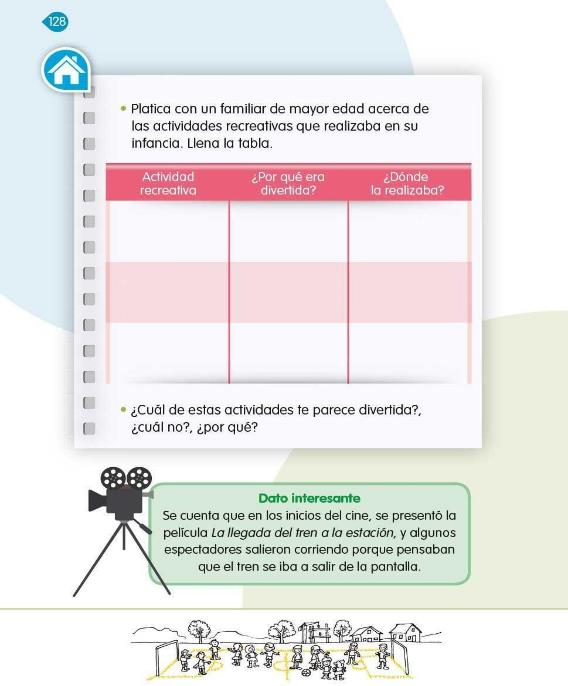 128
• Platica con un familiar de mayor edad acerca de
las actividades recreativas que realizaba en su
infancia. Llena la tabla.
Actividad recreativa
¿Por qué era divertida?
¿Dónde la realizaba?
• ¿Cuál de estas actividades te parece divertida?,
¿cuál no?, ¿por qué?
Dato interesante
Se cuenta que en los inicios del cine, se presentó la
película La llegada del tren a la estación, y algunos
espectadores salieron corriendo porque pensaban
que el tren se iba a salir de la pantalla.